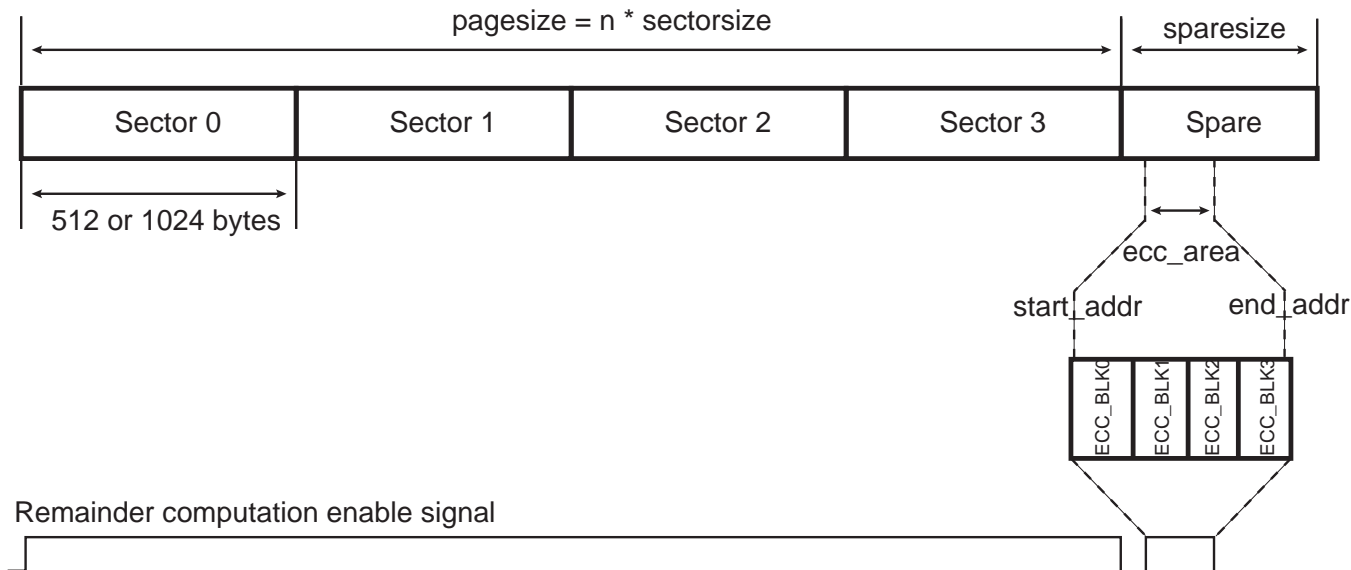 pagesize = n * sectorsize
sparesize
Sector 0
Sector 1
Sector 2
Sector 3
Spare
512 or 1024 bytes
ecc_area
start_addr
end_addr
ECC_BLK0
ECC_BLK1
ECC_BLK2
ECC_BLK3
Remainder computation enable signal